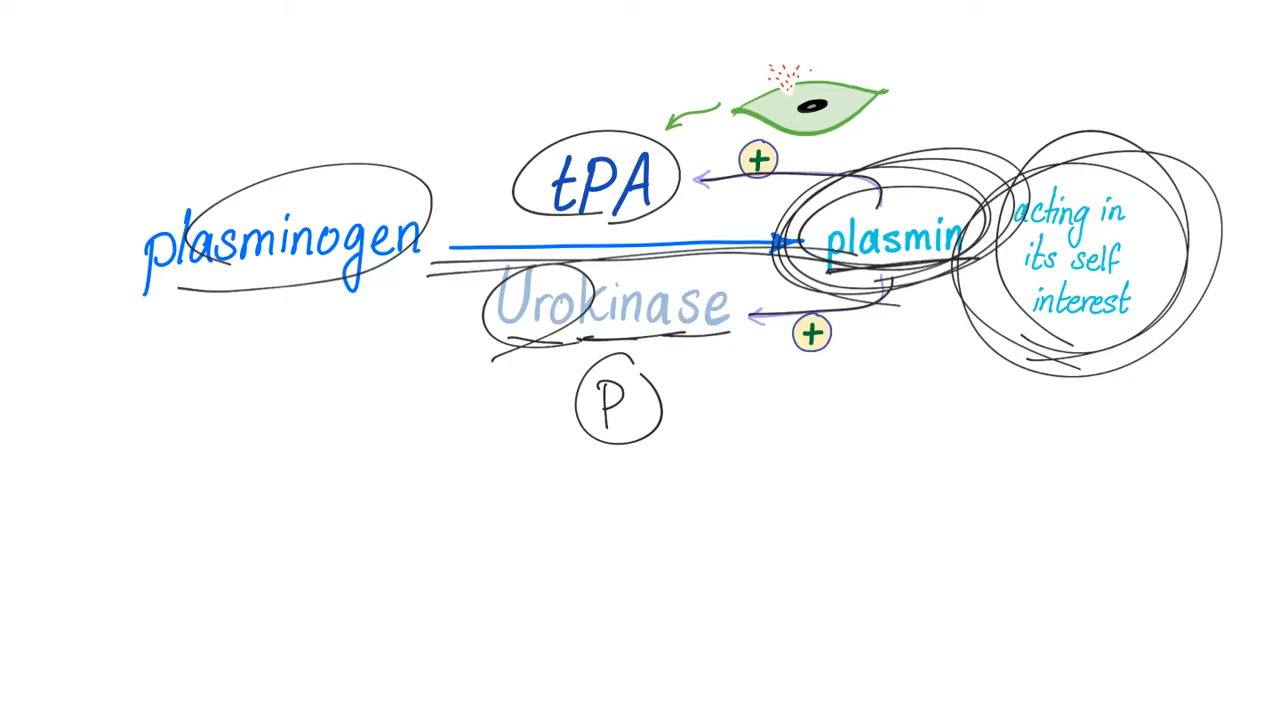 tPA
+
plasminogen
plasmin
acting in
its self
interest
Urokinase
+
P